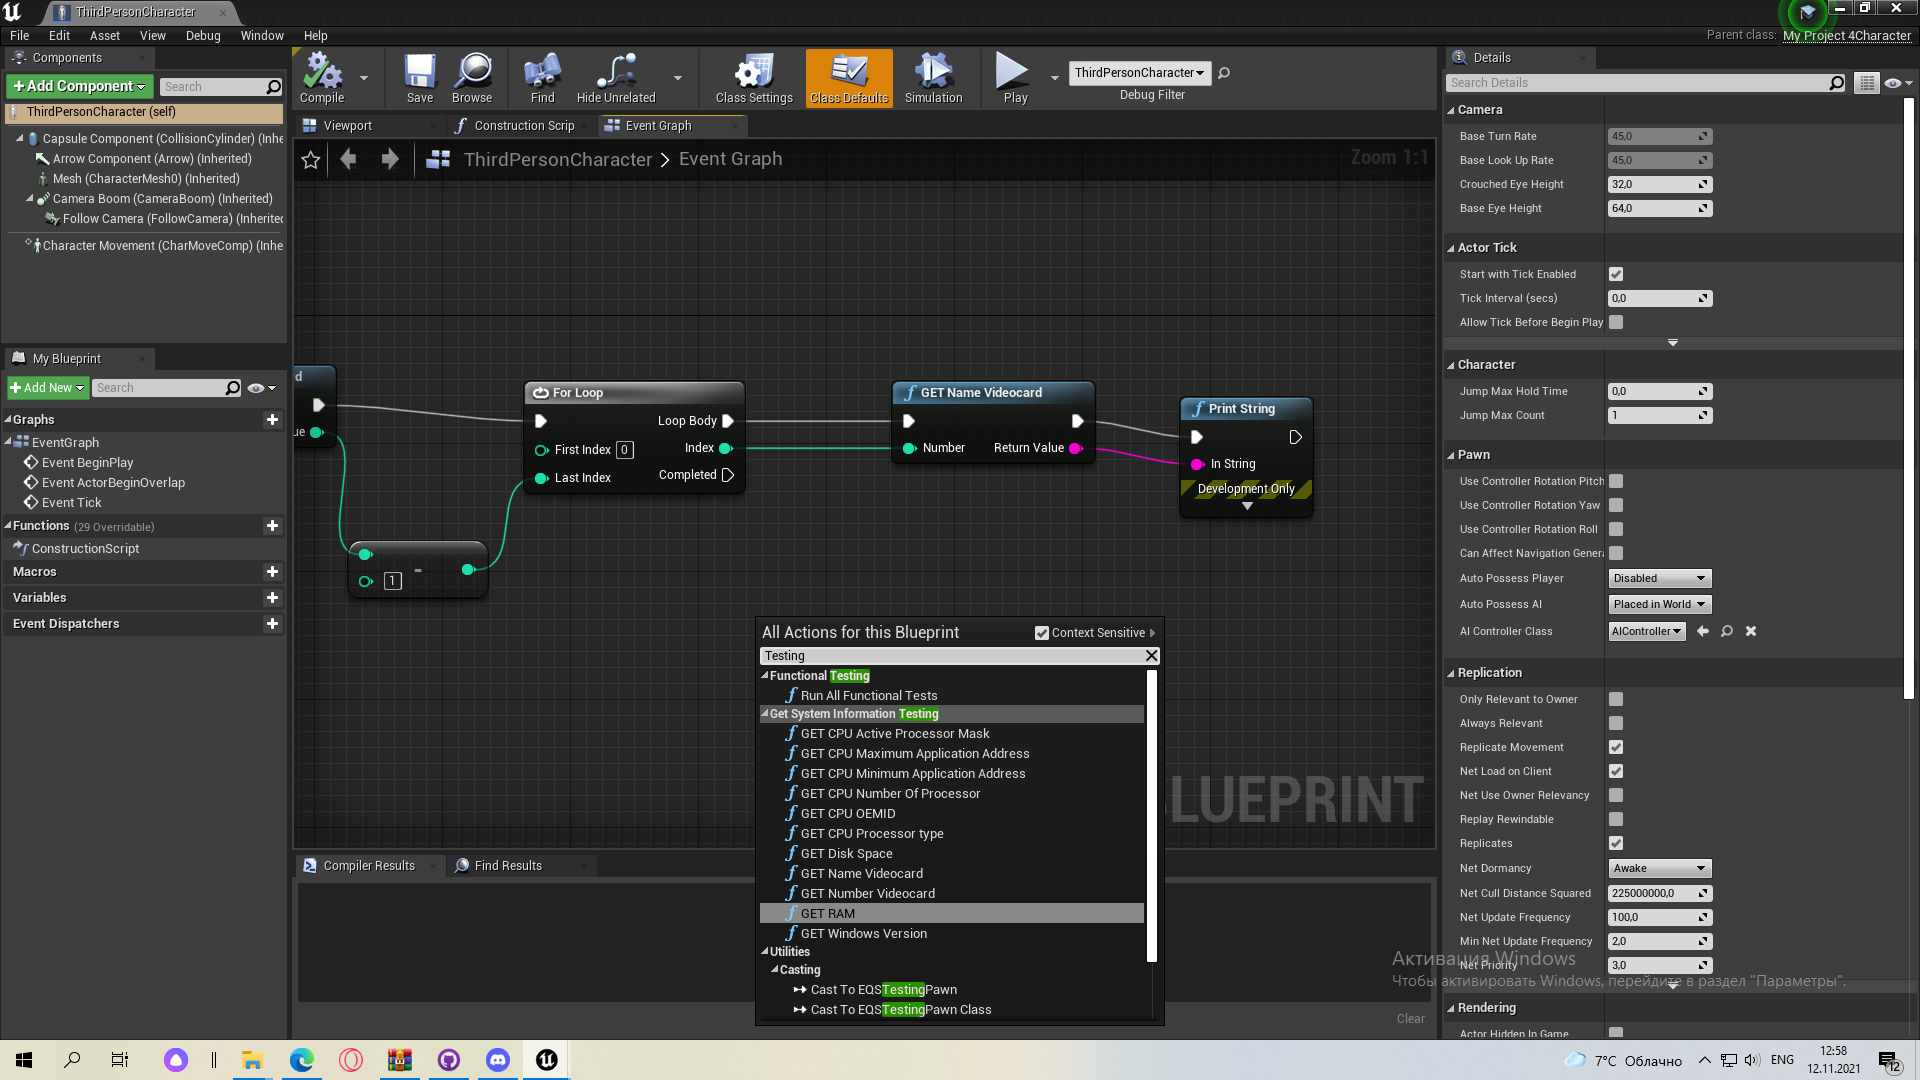 ThirdPersonCharacter
File Edit Asset View Debug Window Help
Parent class: My Project 4Character
Components
Add Component
Search
ThirdPersonCharacter (self)
Capsule Component (CollisionCylinder) (Inhe
Arrow Component (Arrow) (Inherited)
Mesh (CharacterMesh0) (Inherited)
Camera Boom (CameraBoom) (Inherited)
Follow Camera (FollowCamera) (Inherited
Character Movement (CharMoveComp) (Inhe
My Blueprint
Add New
Search
Graphs
EventGraph
Event BeginPlay
Event ActorBeginOverlap
Event Tick
Functions (29 Overridable)
ConstructionScript
Macros
Variables
Event Dispatchers
Compile
Save
Browse
Find
Hide Unrelated
Class Settings
Class Defaults
Simulation
Play
ThirdPersonCharacter
Debug Filter
Viewport
Construction Scrip
Event Graph
ThirdPersonCharacter > Event Graph
Zoom 1:1
d
ue
1
-
For Loop
Loop Body
First Index 0
Index
Last Index
Completed
GET Name Videocard
Number
Return Value
Print String
In String
Development Only
All Actions for this Blueprint
Context Sensitive
Testing
Functional Testing
Run All Functional Tests
Get System Information Testing
GET CPU Active Processor Mask
GET CPU Maximum Application Address
GET CPU Minimum Application Address
GET CPU Number Of Processor
GET CPU OEMID
GET CPU Processor type
GET Disk Space
GET Name Videocard
GET Number Videocard
GET RAM
GET Windows Version
Utilities
Casting
Cast To EQSTestingPawn
Cast To EQSTestingPawn Class
LUEPRINT
Compiler Results
Find Results
Clear
Details
Search Details
Camera
Base Turn Rate 45,0
Base Look Up Rate 45,0
Crouched Eye Height 32,0
Base Eye Height 64,0
Actor Tick
Start with Tick Enabled
Tick Interval (secs) 0,0
Allow Tick Before Begin Play
Character
Jump Max Hold Time 0,0
Jump Max Count 1
Pawn
Use Controller Rotation Pitch
Use Controller Rotation Yaw
Use Controller Rotation Roll
Can Affect Navigation Genera
Auto Possess Player Disabled
Auto Possess AI Placed in World
AI Controller Class AIController
Replication
Only Relevant to Owner
Always Relevant
Replicate Movement
Net Load on Client
Net Use Owner Relevancy
Replay Rewindable
Replicates
Net Dormancy Awake
Net Cull Distance Squared 225000000,0
Net Update Frequency 100,0
Min Net Update Frequency 2,0
Net Priority 3,0
Rendering
Actor Hidden In Game
Активация Windows
Чтобы активировать Windows, перейдите в раздел "Параметры".
7°C Облачно
ENG
12:58
12.11.2021
12